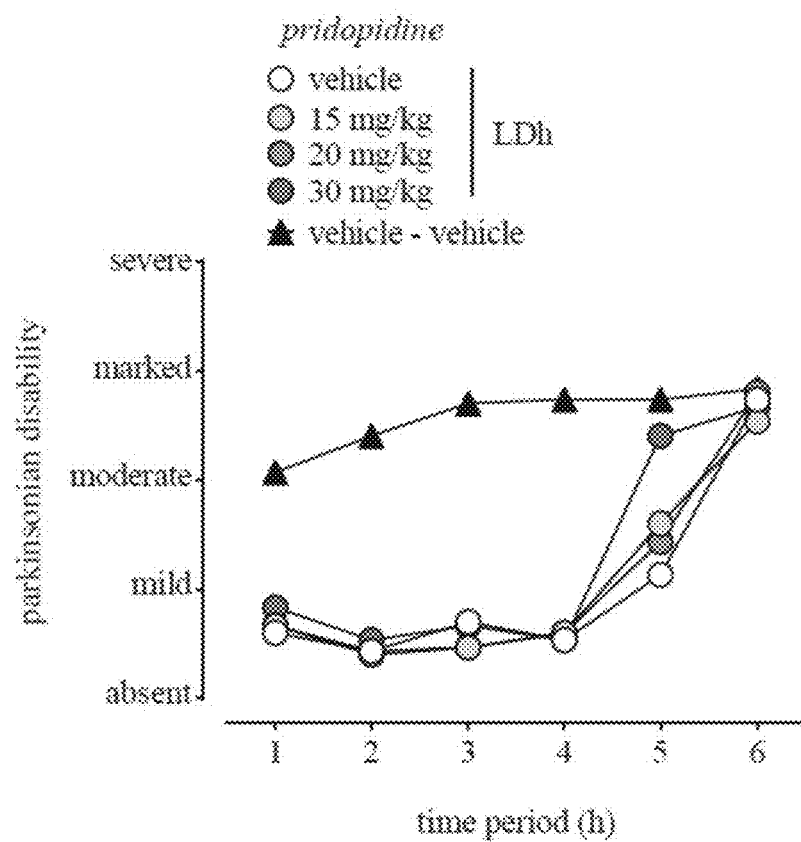 pridopidine
vehicle
15 mg/kg
20 mg/kg
30 mg/kg
LDh
vehicle - vehicle
severe
marked
moderate
mild
absent
parkinsonian disability
1 2 3 4 5 6
time period (h)